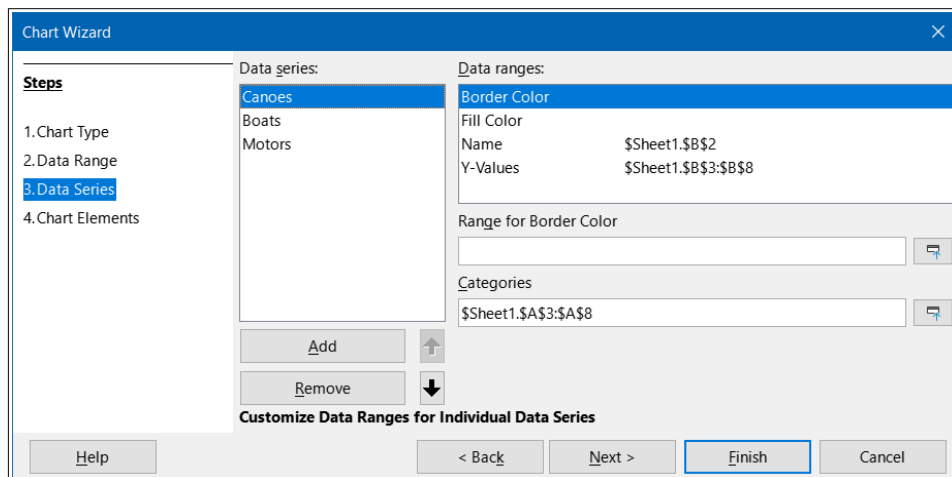 Chart Wizard
Steps
1. Chart Type
2. Data Range
3. Data Series
4. Chart Elements
Data series:
Canoes
Boats
Motors
Add
Remove
Data ranges:
Border Color
Fill Color
Name $Sheet1.$B$2
Y-Values $Sheet1.$B$3:$B$8
Range for Border Color
Categories
$Sheet1.$A$3:$A$8
Customize Data Ranges for Individual Data Series
Help < Back Next > Finish Cancel